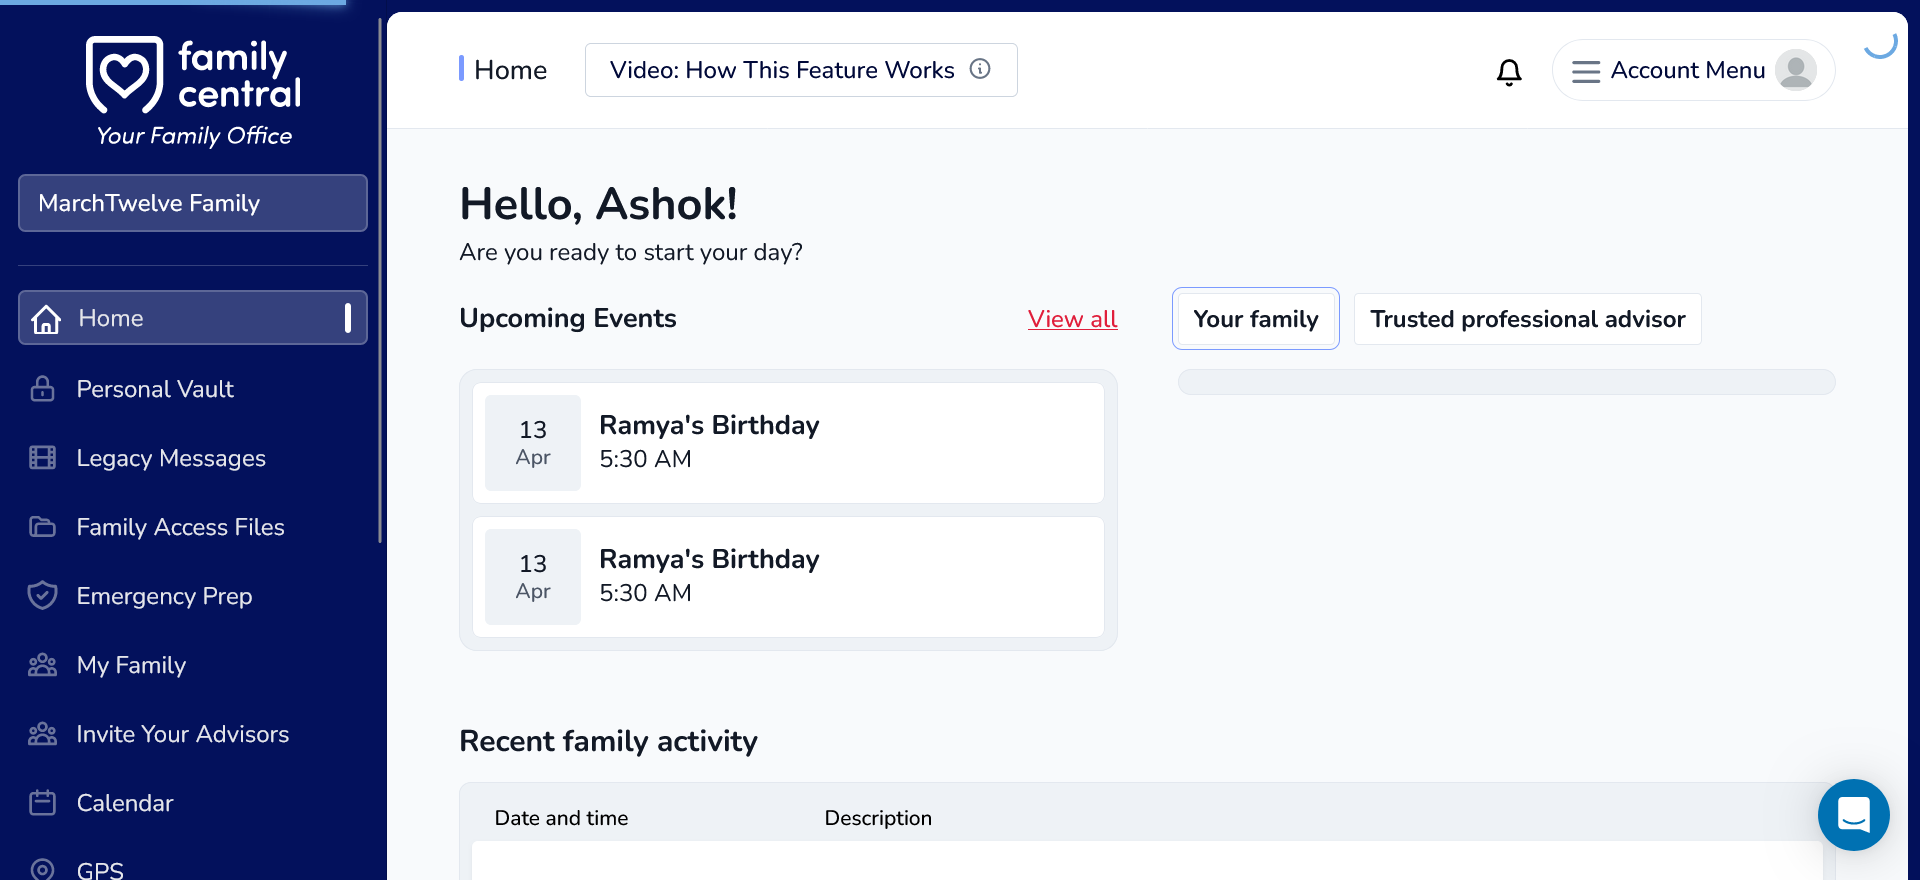 family
central
Your Family Office
MarchTwelve Family
Home
Personal Vault
Legacy Messages
Family Access Files
Emergency Prep
My Family
Invite Your Advisors
Calendar
GPS
Home
Video: How This Feature Works
Account Menu
Hello, Ashok!
Are you ready to start your day?
Upcoming Events
View all
13
Apr
Ramya's Birthday
5:30 AM
13
Apr
Ramya's Birthday
5:30 AM
Your family
Trusted professional advisor
Recent family activity
Date and time
Description